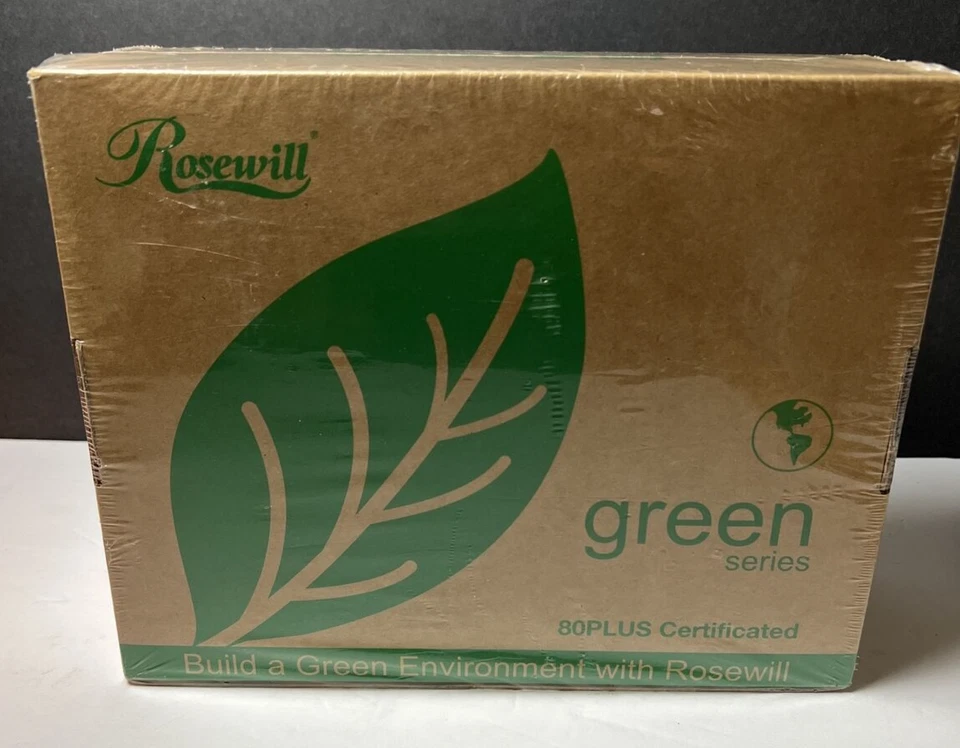 Rosewill
green
series
80PLUS Certificated
Build a Green Environment with Rosewill